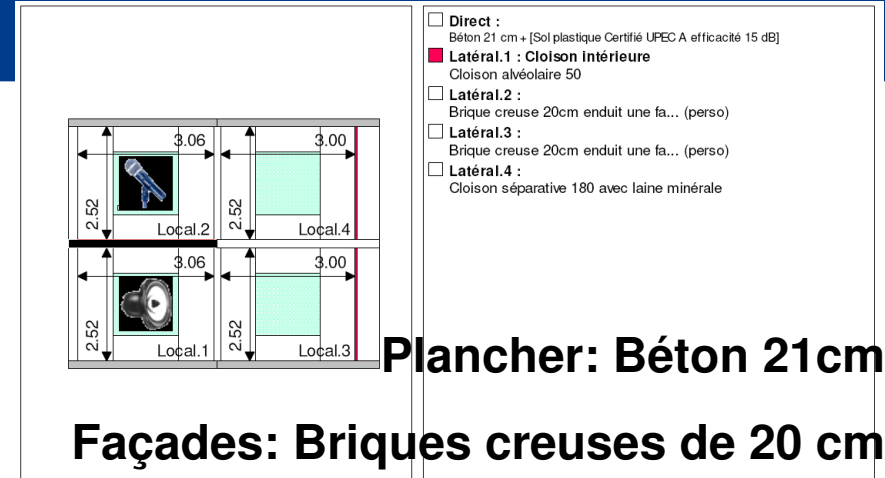 Direct :
Béton 21 cm + [Sol plastique Certifié UPEC A efficacité 15 dB]
Latéral.1 : Cloison intérieure
Cloison alvéolaire 50
Latéral.2 :
Brique creuse 20cm enduit une fa... (perso)
Latéral.3 :
Brique creuse 20cm enduit une fa... (perso)
Latéral.4 :
Cloison séparative 180 avec laine minérale
3.06
3.00
2.52
2.52
Local.2
Local.4
3.06
3.00
2.52
2.52
Local.1
Local.3
Plancher: Béton 21cm
Façades: Briques creuses de 20 cm